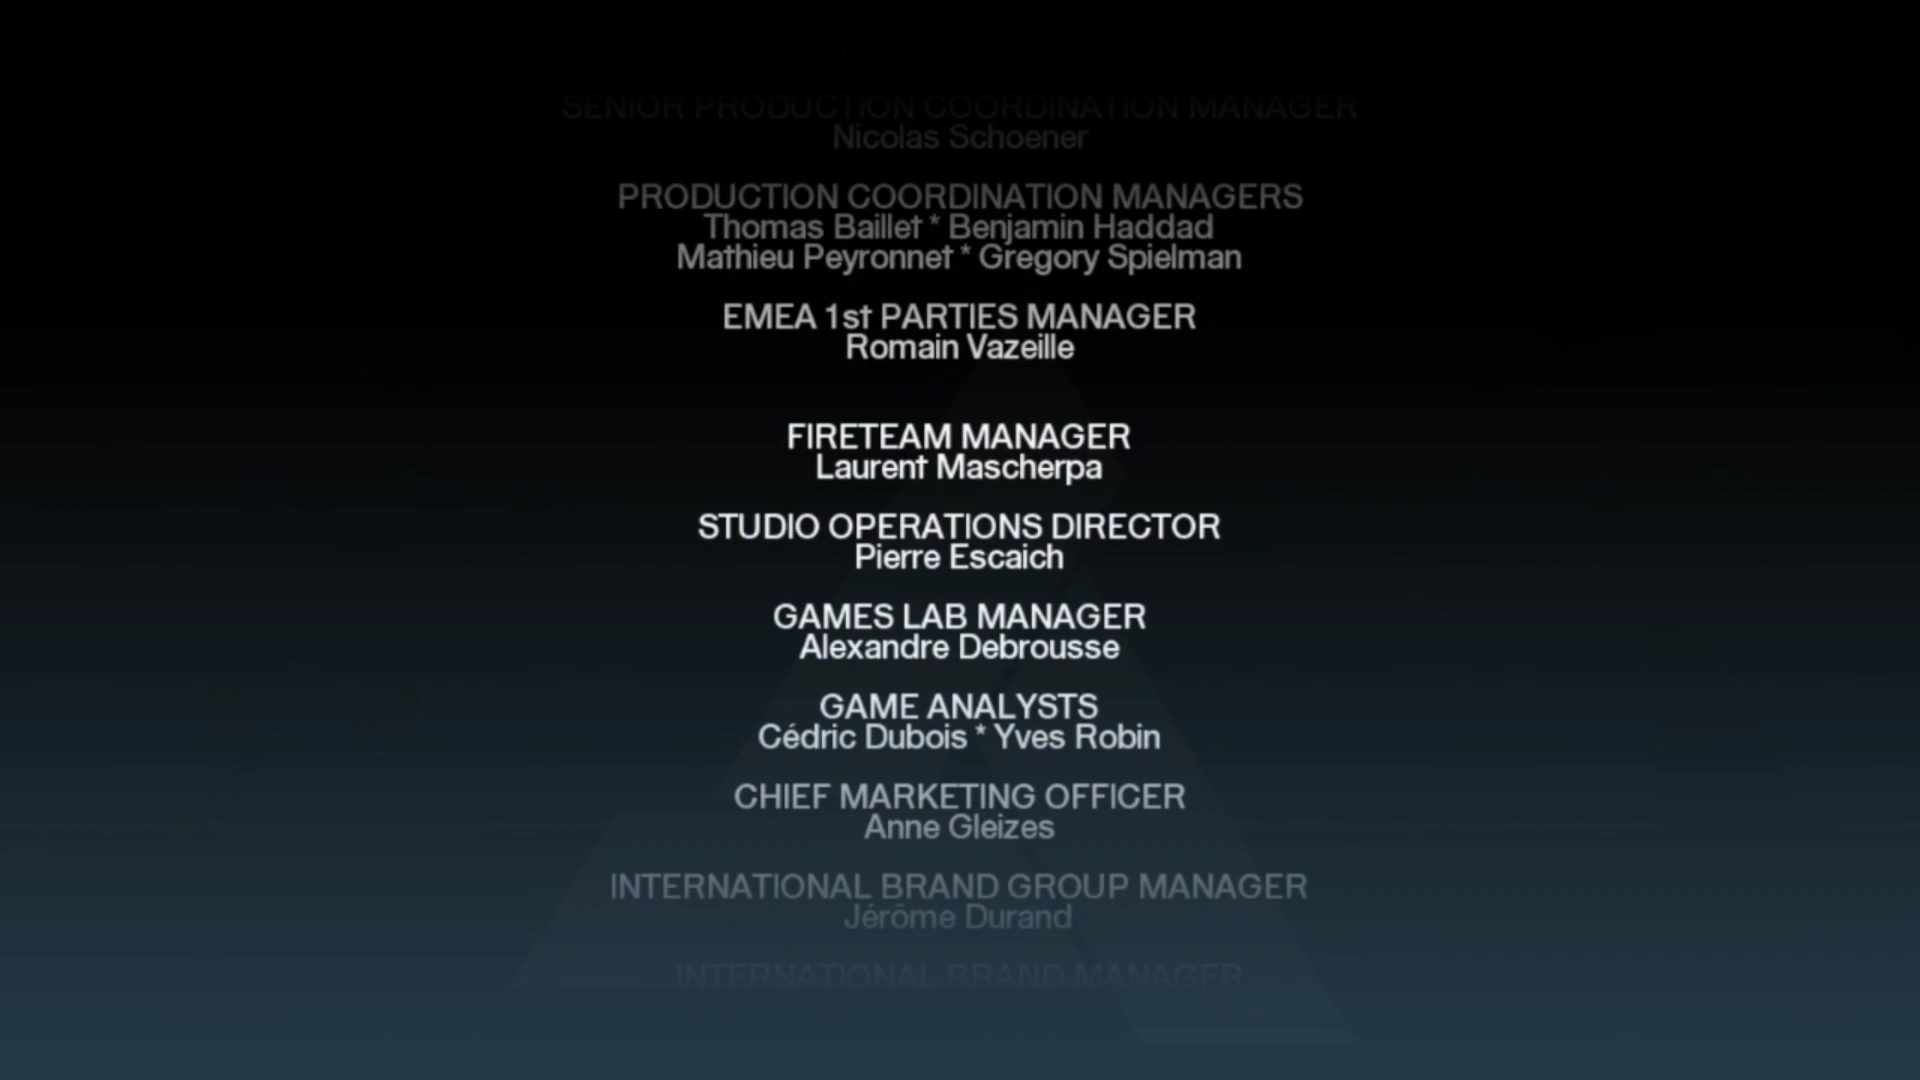 SENIOR PRODUCTION COORDINATION MANAGER
Nicolas Schoener
PRODUCTION COORDINATION MANAGERS
Thomas Baillet * Benjamin Haddad
Mathieu Peyronnet * Gregory Spielman
EMEA 1st PARTIES MANAGER
Romain Vazeille
FIRETEAM MANAGER
Laurent Mascherpa
STUDIO OPERATIONS DIRECTOR
Pierre Escaich
GAMES LAB MANAGER
Alexandre Debrousse
GAME ANALYSTS
Cédric Dubois * Yves Robin
CHIEF MARKETING OFFICER
Anne Gleizes
INTERNATIONAL BRAND GROUP MANAGER
Jérôme Durand
INTERNATIONAL BRAND MANAGER